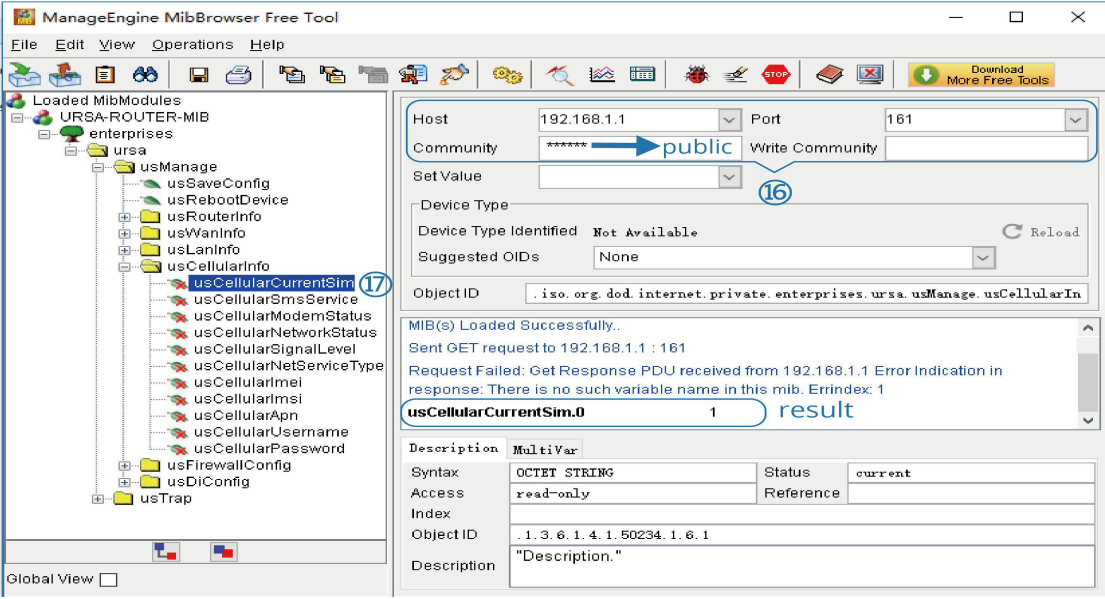 ManageEngine MibBrowser Free Tool
File Edit View Operations Help
STOP
Download
More Free Tools
Loaded MibModules
URSA-ROUTER-MIB
enterprises
ursa
usManage
usSaveConfig
usRebootDevice
usRouterInfo
usWanInfo
usLanInfo
usCellularInfo
usCellularCurrentSim ⑰
usCellularSmsService
usCellularModemStatus
usCellularNetworkStatus
usCellularSignalLevel
usCellularNetServiceType
usCellularImei
usCellularImsi
usCellularApn
usCellularUsername
usCellularPassword
usFirewallConfig
usDiConfig
usTrap
Global View
Host 192.168.1.1 Port 161
Community ****** public Write Community
⑯
Set Value
Device Type
Device Type Identified Not Available Reload
Suggested OIDs None
Object ID .iso.org.dod.internet.private.enterprises.ursa.usManage.usCellularIn
MIB(s) Loaded Successfully..
Sent GET request to 192.168.1.1 : 161
Request Failed: Get Response PDU received from 192.168.1.1 Error Indication in
response: There is no such variable name in this mib. Errindex: 1
usCellularCurrentSim.0 1 result
Description MultiVar
Syntax OCTET STRING Status current
Access read-only Reference
Index
Object ID .1.3.6.1.4.1.50234.1.6.1
Description "Description."